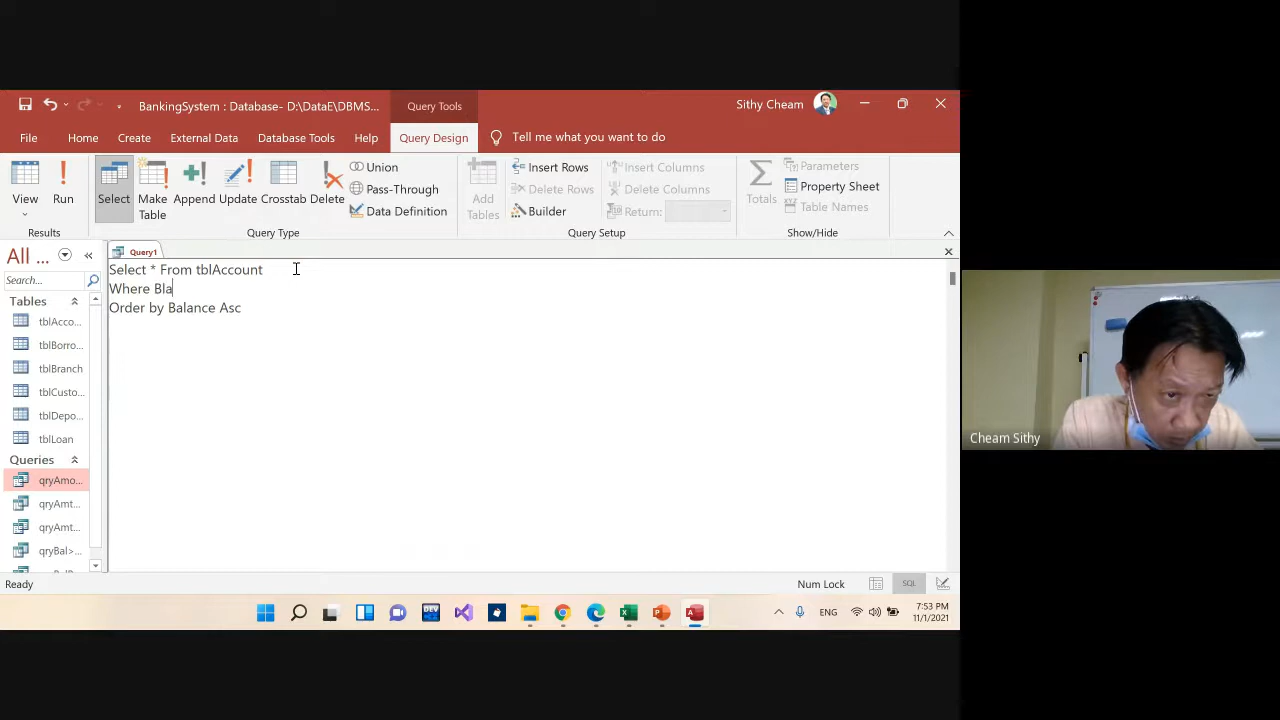 BankingSystem : Database- D:\DataE\DBMS...
Query Tools
Sithy Cheam
File
Home
Create
External Data
Database Tools
Help
Query Design
Tell me what you want to do
View
Run
Select
Make
Table
Append
Update
Crosstab
Delete
Union
Pass-Through
Data Definition
Add
Tables
Insert Rows
Delete Rows
Builder
Insert Columns
Delete Columns
Return:
Totals
Parameters
Property Sheet
Table Names
Results
Query Type
Query Setup
Show/Hide
All ...
Search...
Tables
tblAcco...
tblBorro...
tblBranch
tblCusto...
tblDepo...
tblLoan
Queries
qryAmo...
qryAmt...
qryAmt...
qryBal>...
Query1
Select * From tblAccount
Where Bla
Order by Balance Asc
Cheam Sithy
Ready
Num Lock
SQL
DEV
ENG
7:53 PM
11/1/2021